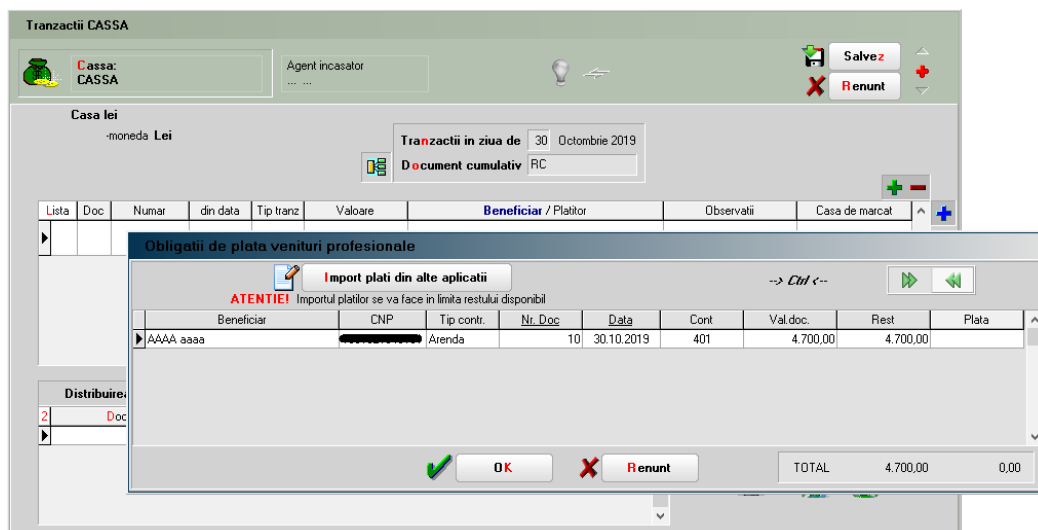 Tranzactii CASSA
Cassa:
CASSA
Agent incasator
... ...
Salvez
Renunt
Casa lei
-moneda Lei
Tranzactii in ziua de 30 Octombrie 2019
Document cumulativ RC
Lista Doc Numar din data Tip tranz Valoare Beneficiar / Platitor Observatii Casa de marcat
Obligatii de plata venituri profesionale
Import plati din alte aplicatii
--> Ctrl <--
ATENTIE! Importul platilor se va face in limita restului disponibil
Beneficiar CNP Tip contr. Nr. Doc Data Cont Val.doc. Rest Plata
AAAA aaaa Arenda 10 30.10.2019 401 4.700,00 4.700,00
Distribuirea
2 Doc
OK
Renunt
TOTAL 4.700,00 0,00